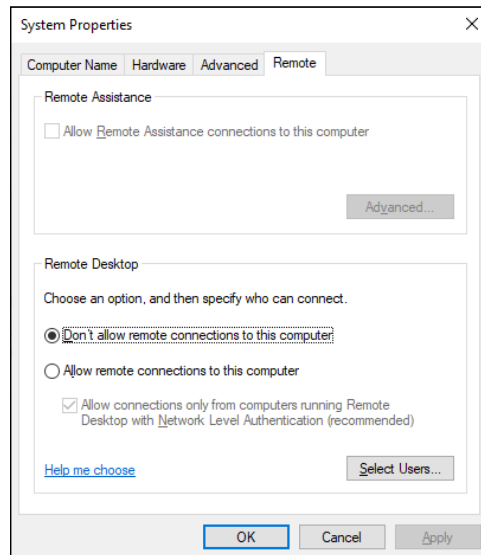 System Properties
Computer Name
Hardware
Advanced
Remote
Remote Assistance
Allow Remote Assistance connections to this computer
Advanced...
Remote Desktop
Choose an option, and then specify who can connect.
Don't allow remote connections to this computer
Allow remote connections to this computer
Allow connections only from computers running Remote
Desktop with Network Level Authentication (recommended)
Help me choose
Select Users...
OK
Cancel
Apply